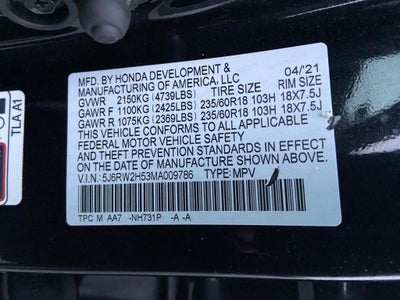 MFD. BY HONDA DEVELOPMENT & 04/21
MANUFACTURING OF AMERICA, LLC
GVWR 2150KG (4739LBS) TIRE SIZE RIM SIZE
GAWR F 1100KG (2425LBS) 235/60R18 103H 18X7.5J
GAWR R 1075KG (2369LBS) 235/60R18 103H 18X7.5J
THIS VEHICLE CONFORMS TO ALL APPLICABLE
FEDERAL MOTOR VEHICLE SAFETY
AND THEFT PREVENTION STANDARDS IN EFFECT
ON THE DATE OF MANUFACTURE SHOWN ABOVE.
V.I.N.: 5J6RW2H53MA009786 TYPE: MPV
TPC M AA7 -NH731P -A -A
TLA A1